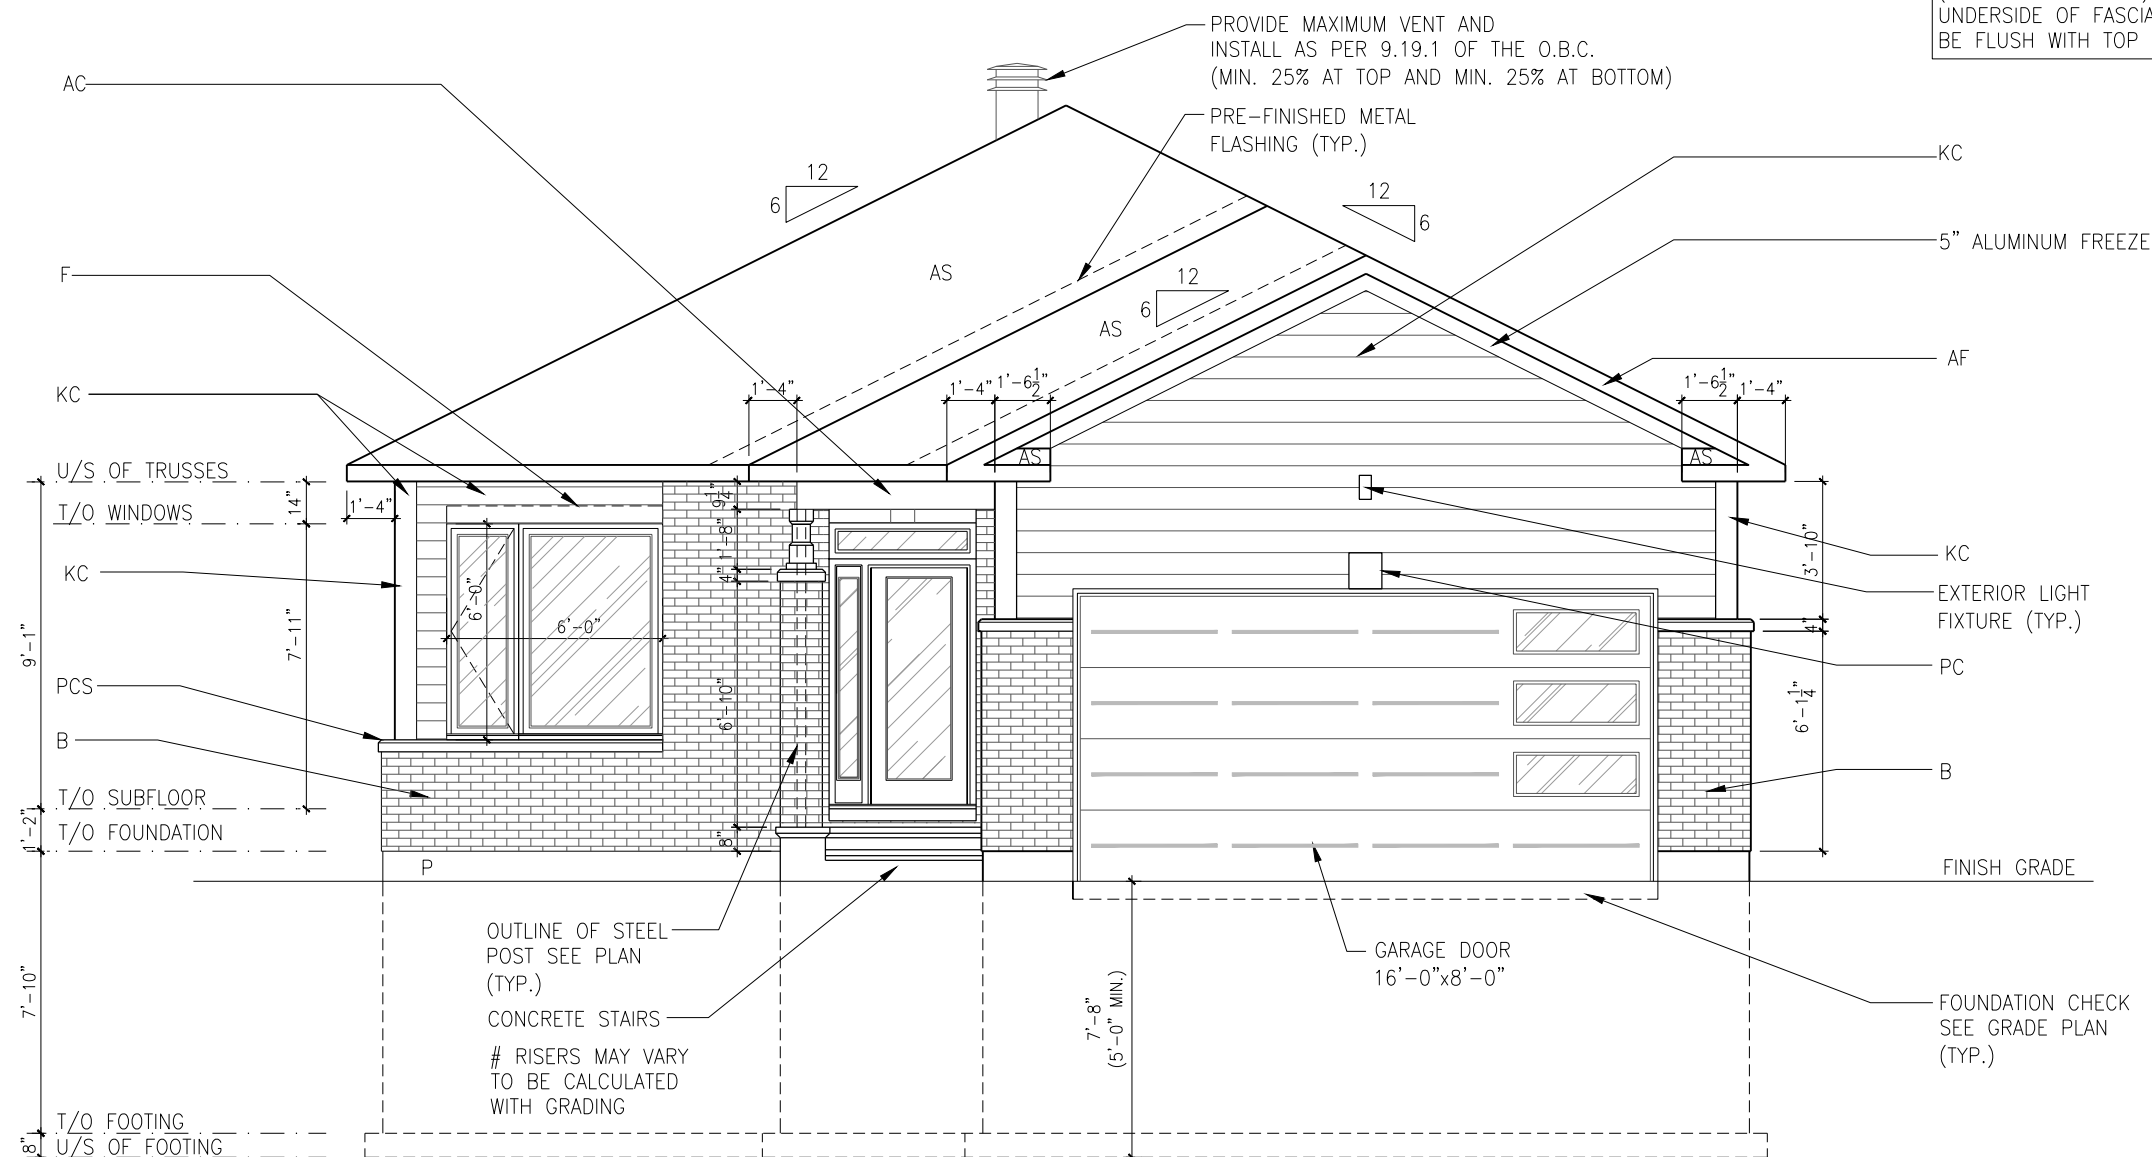 PROVIDE MAXIMUM VENT AND
INSTALL AS PER 9.19.1 OF THE O.B.C.
(MIN. 25% AT TOP AND MIN. 25% AT BOTTOM)
UNDERSIDE OF FASCIA
BE FLUSH WITH TOP
AC
PRE-FINISHED METAL
FLASHING (TYP.)
KC
12
6
12
6
5" ALUMINUM FREEZE
F
AS
12
6
AS
AF
KC
1'-4"
1'-4"
1'-6½"
1'-6½"
1'-4"
AS
AS
U/S OF TRUSSES
14"
1'-4"
9¼"
T/O WINDOWS
1'-8"
3'-10"
KC
KC
4"
6'-0"
6'-0"
EXTERIOR LIGHT
FIXTURE (TYP.)
4"
9'-1"
7'-11"
PC
PCS
6'-10"
6'-1¼"
B
B
T/O SUBFLOOR
1'-2"
T/O FOUNDATION
8"
P
FINISH GRADE
OUTLINE OF STEEL
POST SEE PLAN
(TYP.)
GARAGE DOOR
16'-0"x8'-0"
7'-10"
7'-8"
(5'-0" MIN.)
CONCRETE STAIRS
# RISERS MAY VARY
TO BE CALCULATED
WITH GRADING
FOUNDATION CHECK
SEE GRADE PLAN
(TYP.)
T/O FOOTING
8"
U/S OF FOOTING